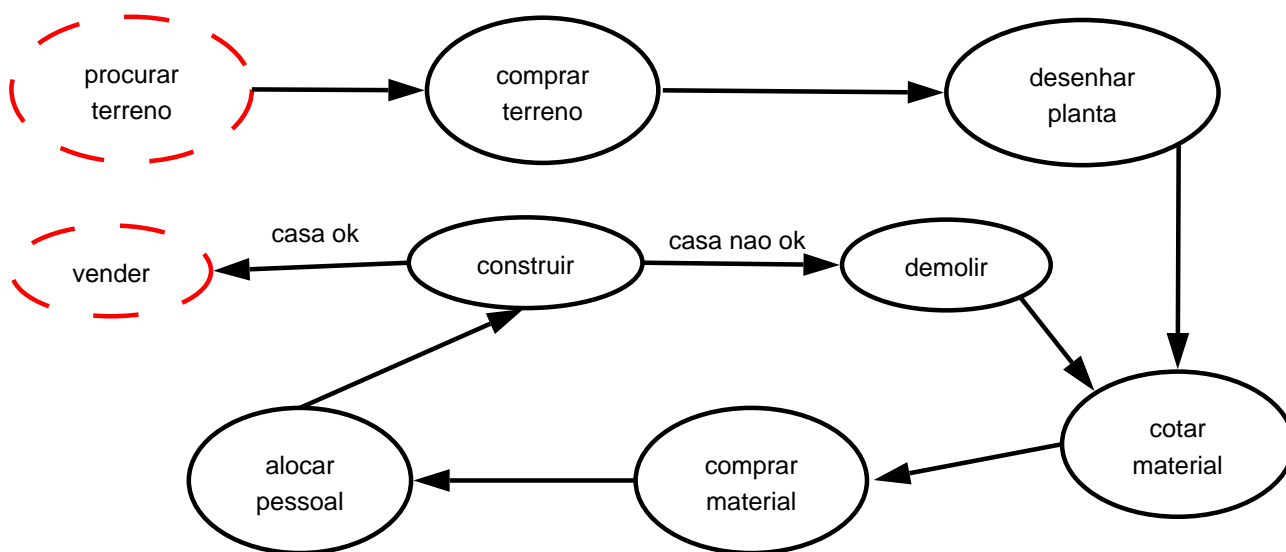 procurar
terreno
comprar
terreno
desenhar
planta
casa ok
casa nao ok
vender
construir
demolir
alocar
pessoal
comprar
material
cotar
material